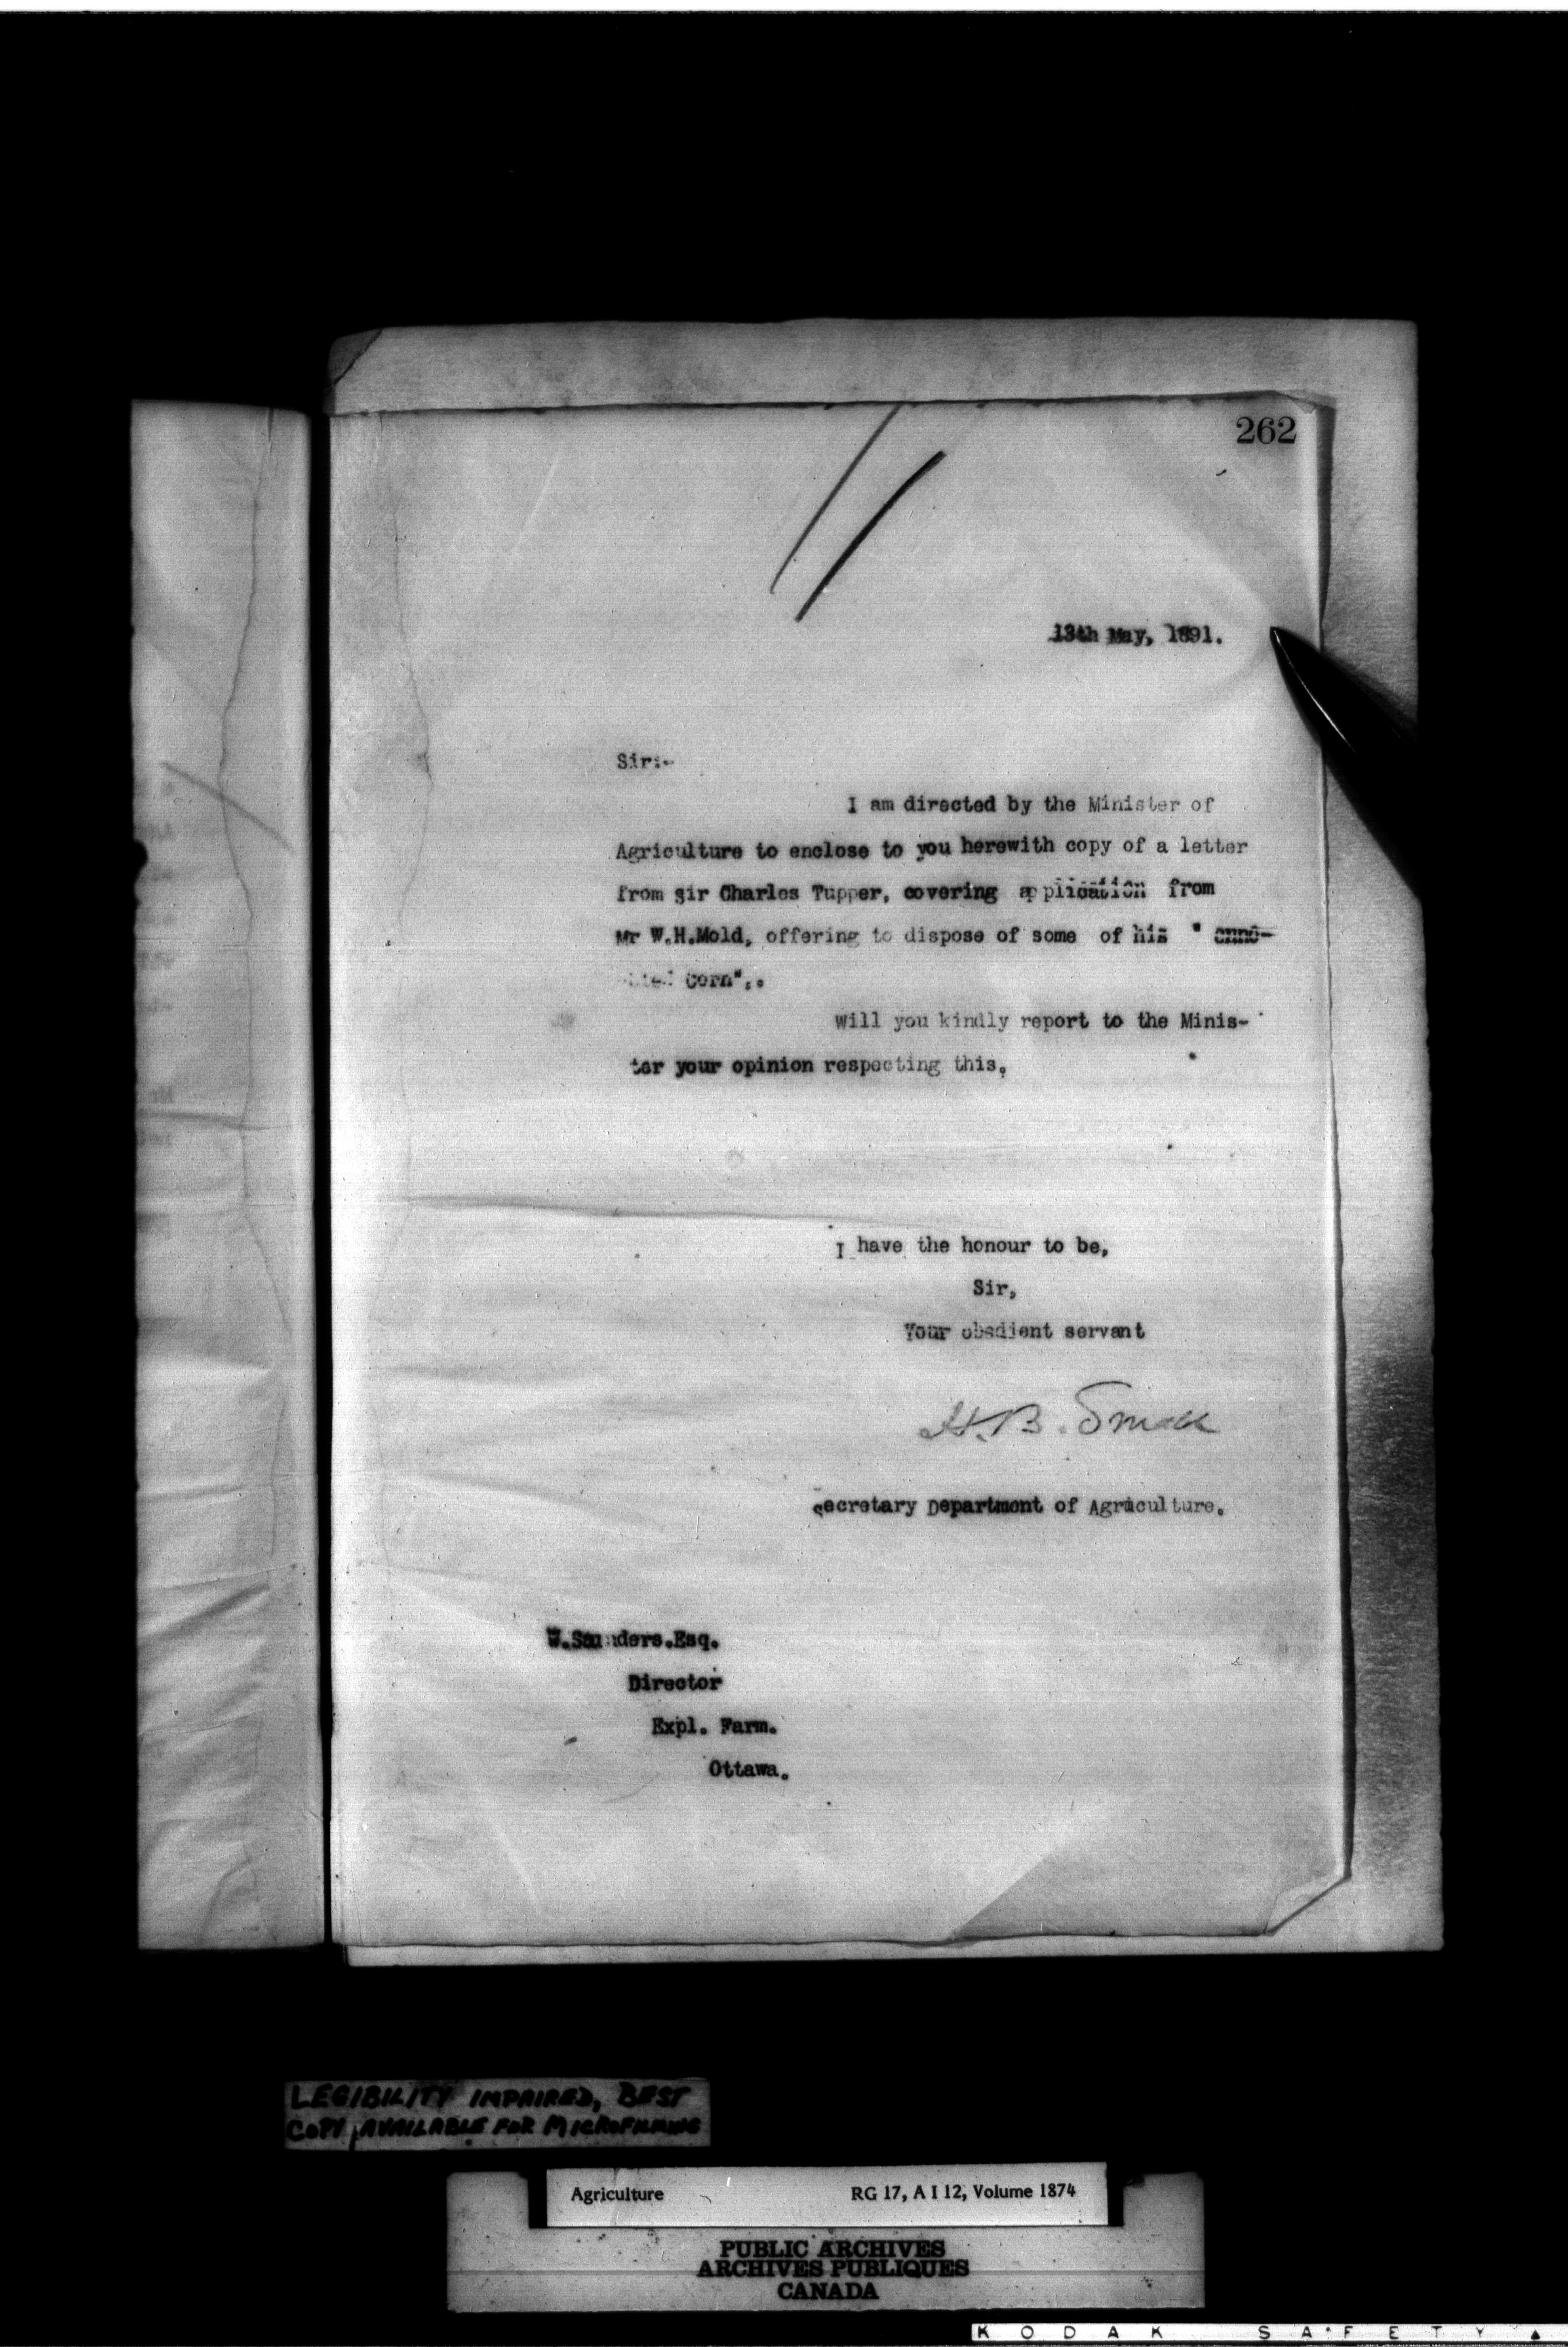 262
13th May, 1891.
Sir:-
I am directed by the Minister of
Agriculture to enclose to you herewith copy of a letter
from Sir Charles Tupper, covering application from
Mr W.H.Mold, offering to dispose of some of his " enno-
Corn"..
Will you kindly report to the Minis-
ter your opinion respecting this.
I have the honour to be,
Sir,
Your obedient servant
H.B. Small
Secretary Department of Agriculture.
W.Saunders.Esq.
Director
Expl. Farm.
Ottawa.
LEGIBILITY IMPAIRED, BEST
COPY AVAILABLE FOR MICROFILMING
Agriculture RG 17, A I 12, Volume 1874
PUBLIC ARCHIVES
ARCHIVES PUBLIQUES
CANADA
KODAK SAFETY